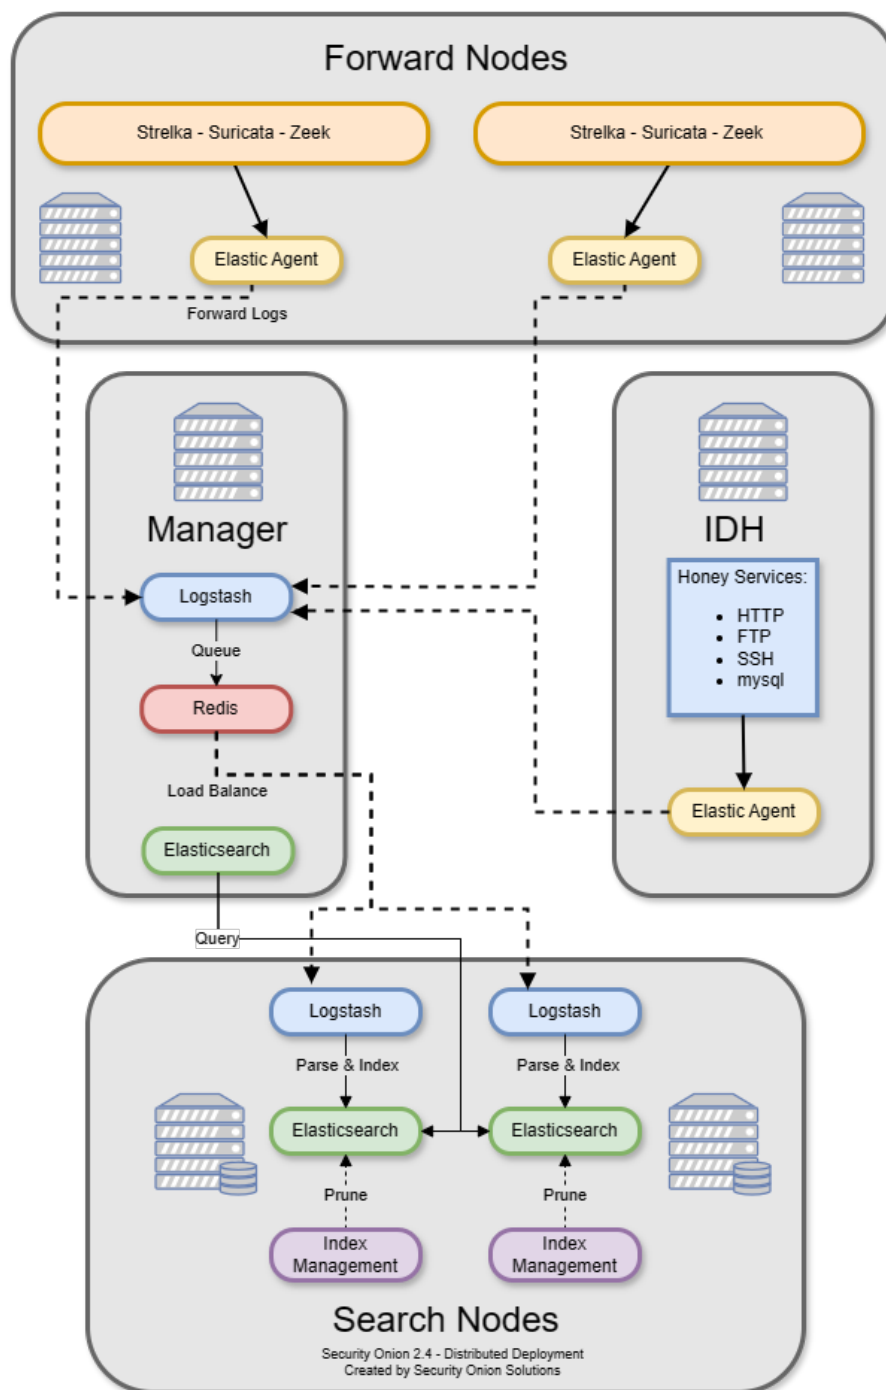 Forward Nodes
Strelka - Suricata - Zeek
Strelka - Suricata - Zeek
Elastic Agent
Elastic Agent
Forward Logs
Manager
Logstash
Queue
Redis
Load Balance
Elasticsearch
Query
IDH
Honey Services:
• HTTP
• FTP
• SSH
• mysql
Elastic Agent
Logstash
Logstash
Parse & Index
Parse & Index
Elasticsearch
Elasticsearch
Prune
Prune
Index
Management
Index
Management
Search Nodes
Security Onion 2.4 - Distributed Deployment
Created by Security Onion Solutions